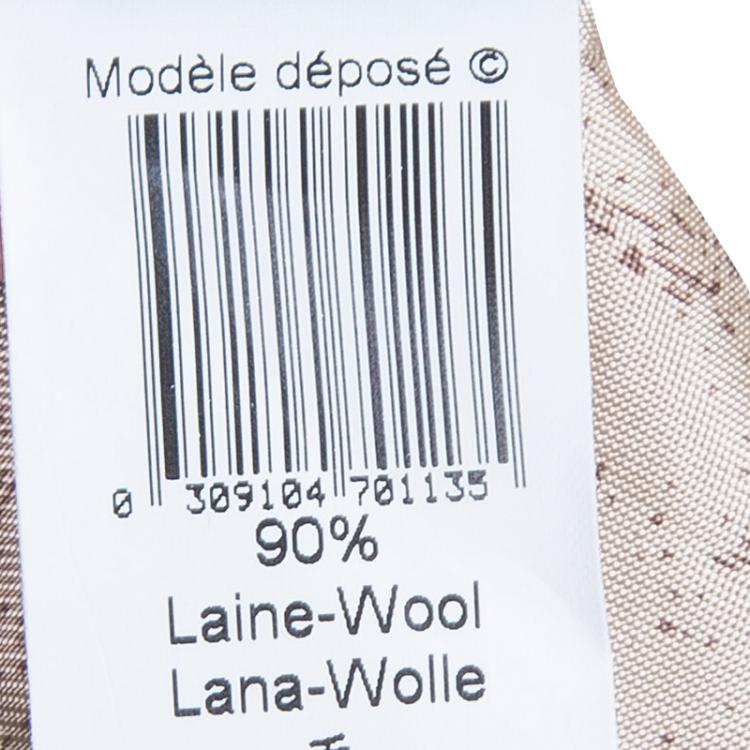 Modèle déposé ©
0 309104 701135
90%
Laine-Wool
Lana-Wolle